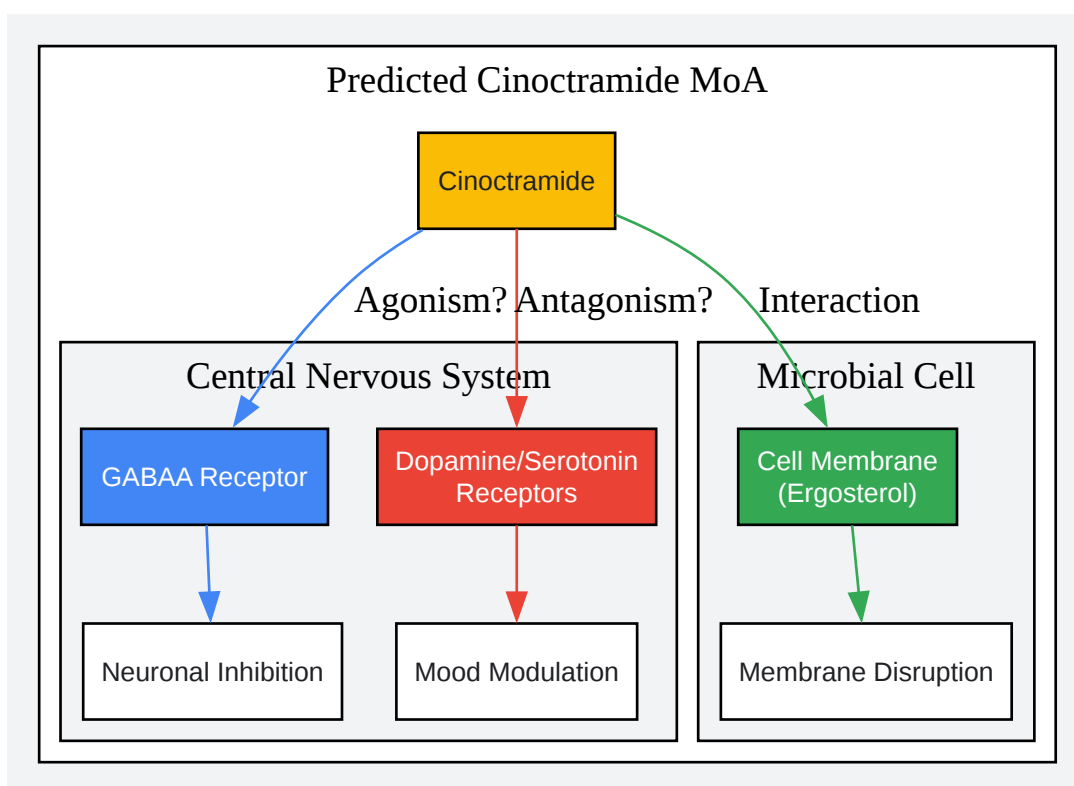 Predicted Cinoctramide MoA
Cinoctramide
Agonism? Antagonism? Interaction
Central Nervous System
Microbial Cell
GABAA Receptor
Dopamine/Serotonin
Receptors
Cell Membrane
(Ergosterol)
Neuronal Inhibition
Mood Modulation
Membrane Disruption